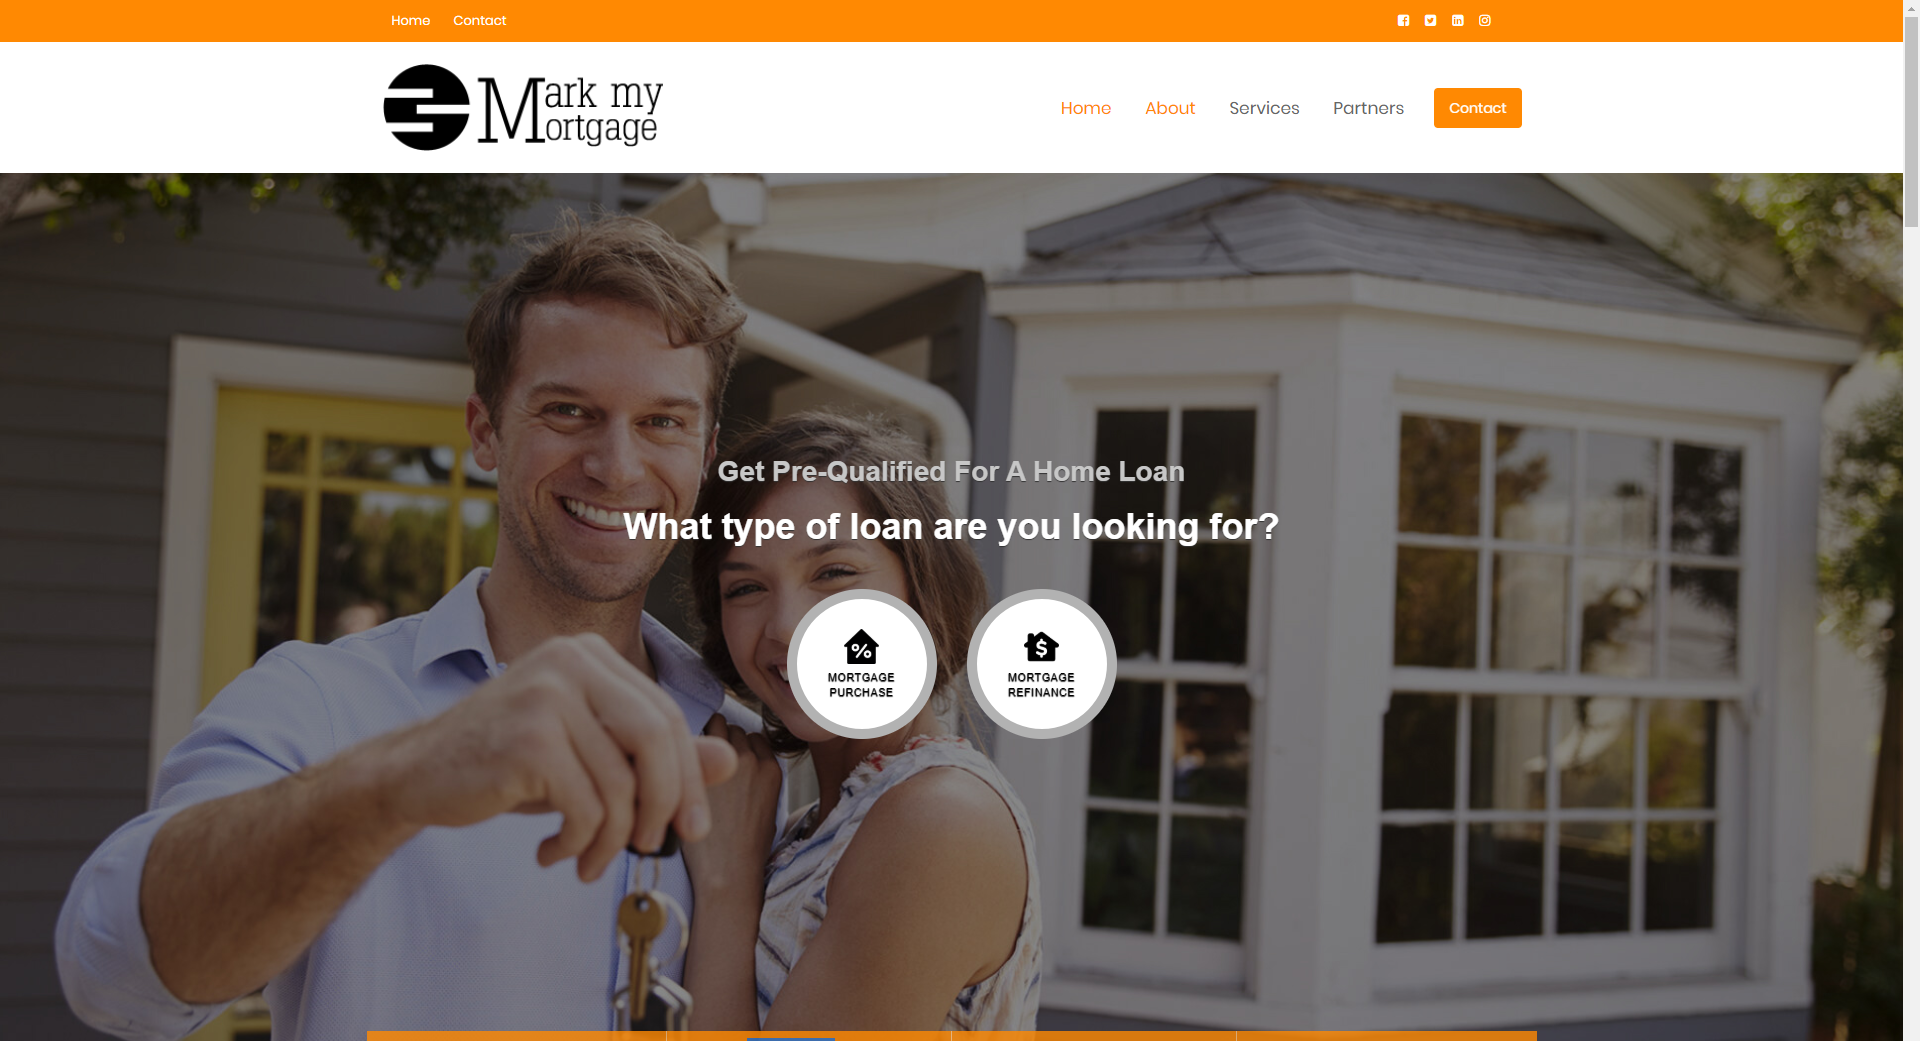 Home Contact
Mark my
Mortgage
Home About Services Partners Contact
Get Pre-Qualified For A Home Loan
What type of loan are you looking for?
MORTGAGE
PURCHASE
MORTGAGE
REFINANCE